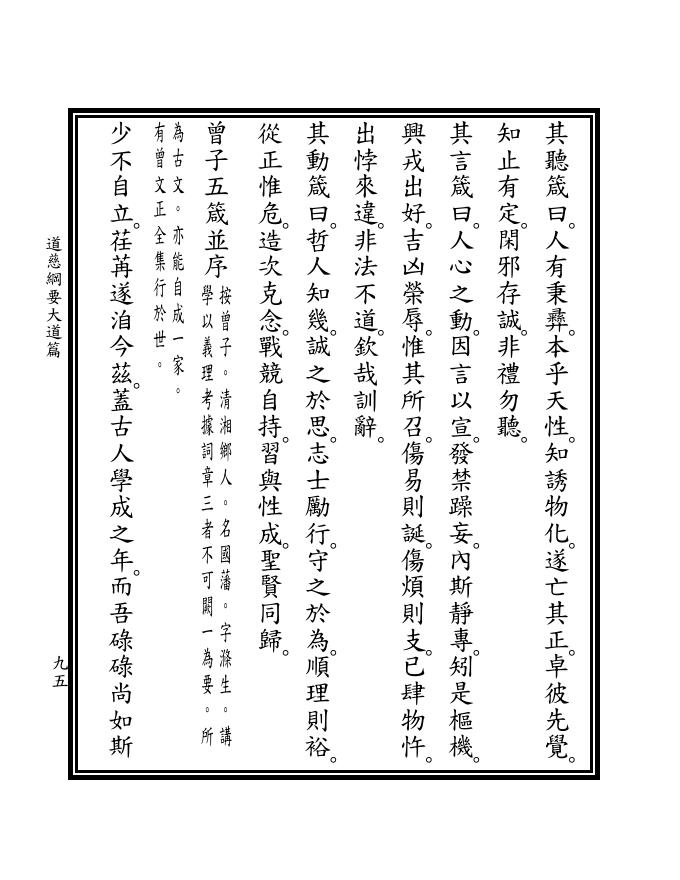 其聽箴曰。人有秉彝。本乎天性。知誘物化。遂亡其正。卓彼先覺。
知止有定。閑邪存誠。非禮勿聽。
其言箴曰。人心之動。因言以宣。發禁躁妄。內斯靜專。矧是樞機。
興戎出好。吉凶榮辱。惟其所召。傷易則誕。傷煩則支。已肆物忤。
出悖來違。非法不道。欽哉訓辭。
其動箴曰。哲人知幾。誠之於思。志士勵行。守之於為。順理則裕。
從正惟危。造次克念。戰競自持。習與性成。聖賢同歸。
曾子五箴並序
按曾子。清湘鄉人。名國藩。字滌生。講
學以義理考據詞章三者不可闕一為要。所
為古文。亦能自成一家。
有曾文正全集行於世。
少不自立。荏苒遂洎今茲。蓋古人學成之年。而吾碌碌尚如斯
道慈綱要大道篇
九五